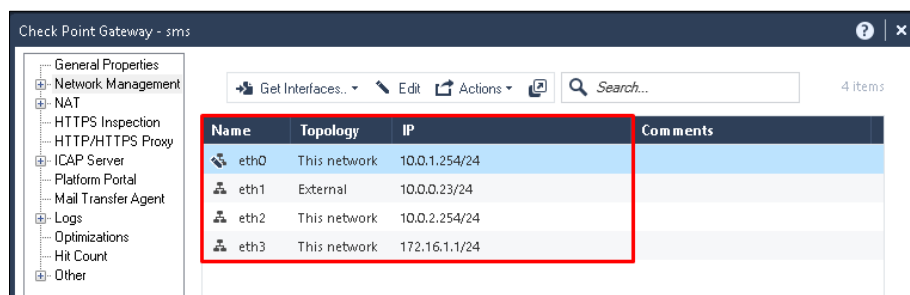 Check Point Gateway - sms
General Properties
Network Management
NAT
HTTPS Inspection
HTTP/HTTPS Proxy
ICAP Server
Platform Portal
Mail Transfer Agent
Logs
Optimizations
Hit Count
Other
Get Interfaces.. Edit Actions Search... 4 items
Name Topology IP Comments
eth0 This network 10.0.1.254/24
eth1 External 10.0.0.23/24
eth2 This network 10.0.2.254/24
eth3 This network 172.16.1.1/24